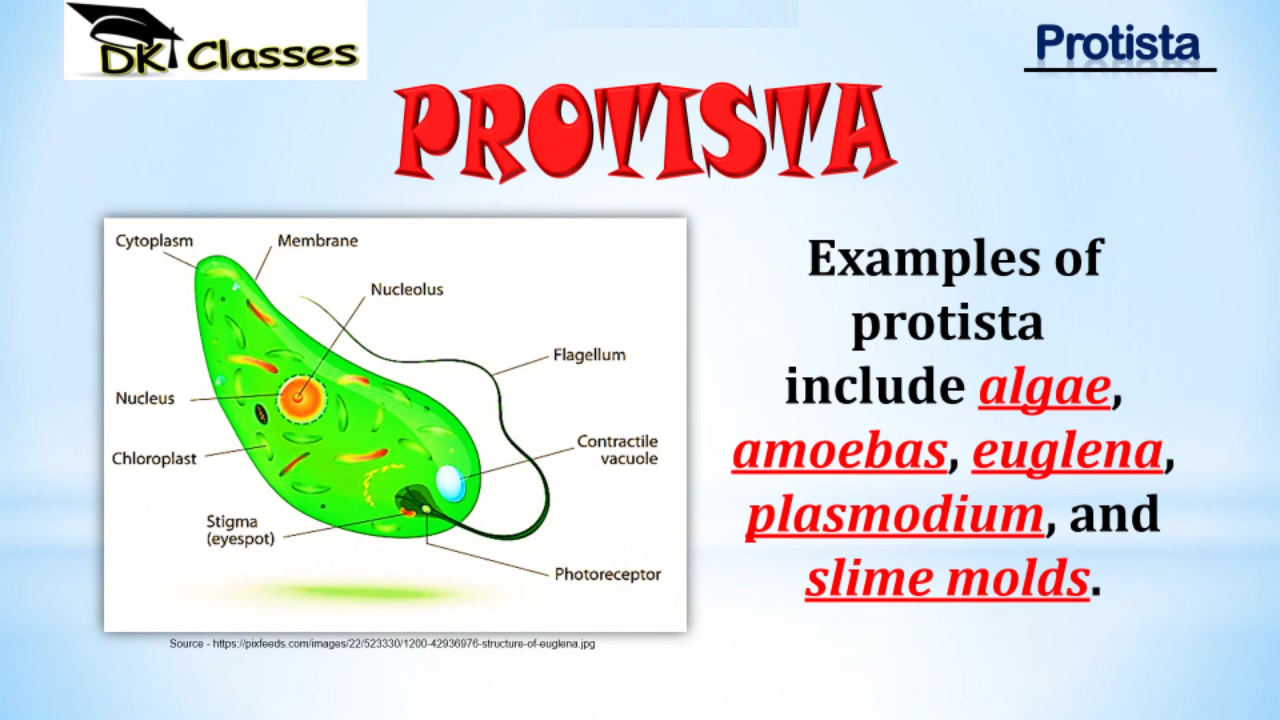 DK Classes
Protista
PROTISTA
Cytoplasm
Membrane
Nucleolus
Flagellum
Nucleus
Contractile
vacuole
Chloroplast
Stigma
(eyespot)
Photoreceptor
Examples of
protista
include algae,
amoebas, euglena,
plasmodium, and
slime molds.
Source - https://pixfeeds.com/images/22/523330/1200-42936976-structure-of-euglena.jpg